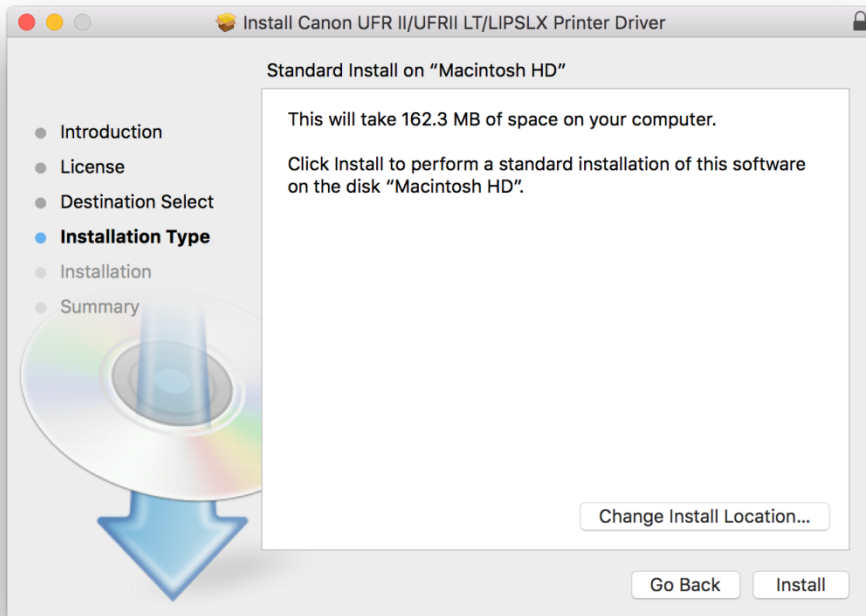 Install Canon UFR II/UFRII LT/LIPSLX Printer Driver
Standard Install on “Macintosh HD”
Introduction
License
Destination Select
Installation Type
Installation
Summary
This will take 162.3 MB of space on your computer.
Click Install to perform a standard installation of this software
on the disk “Macintosh HD”.
Change Install Location...
Go Back
Install